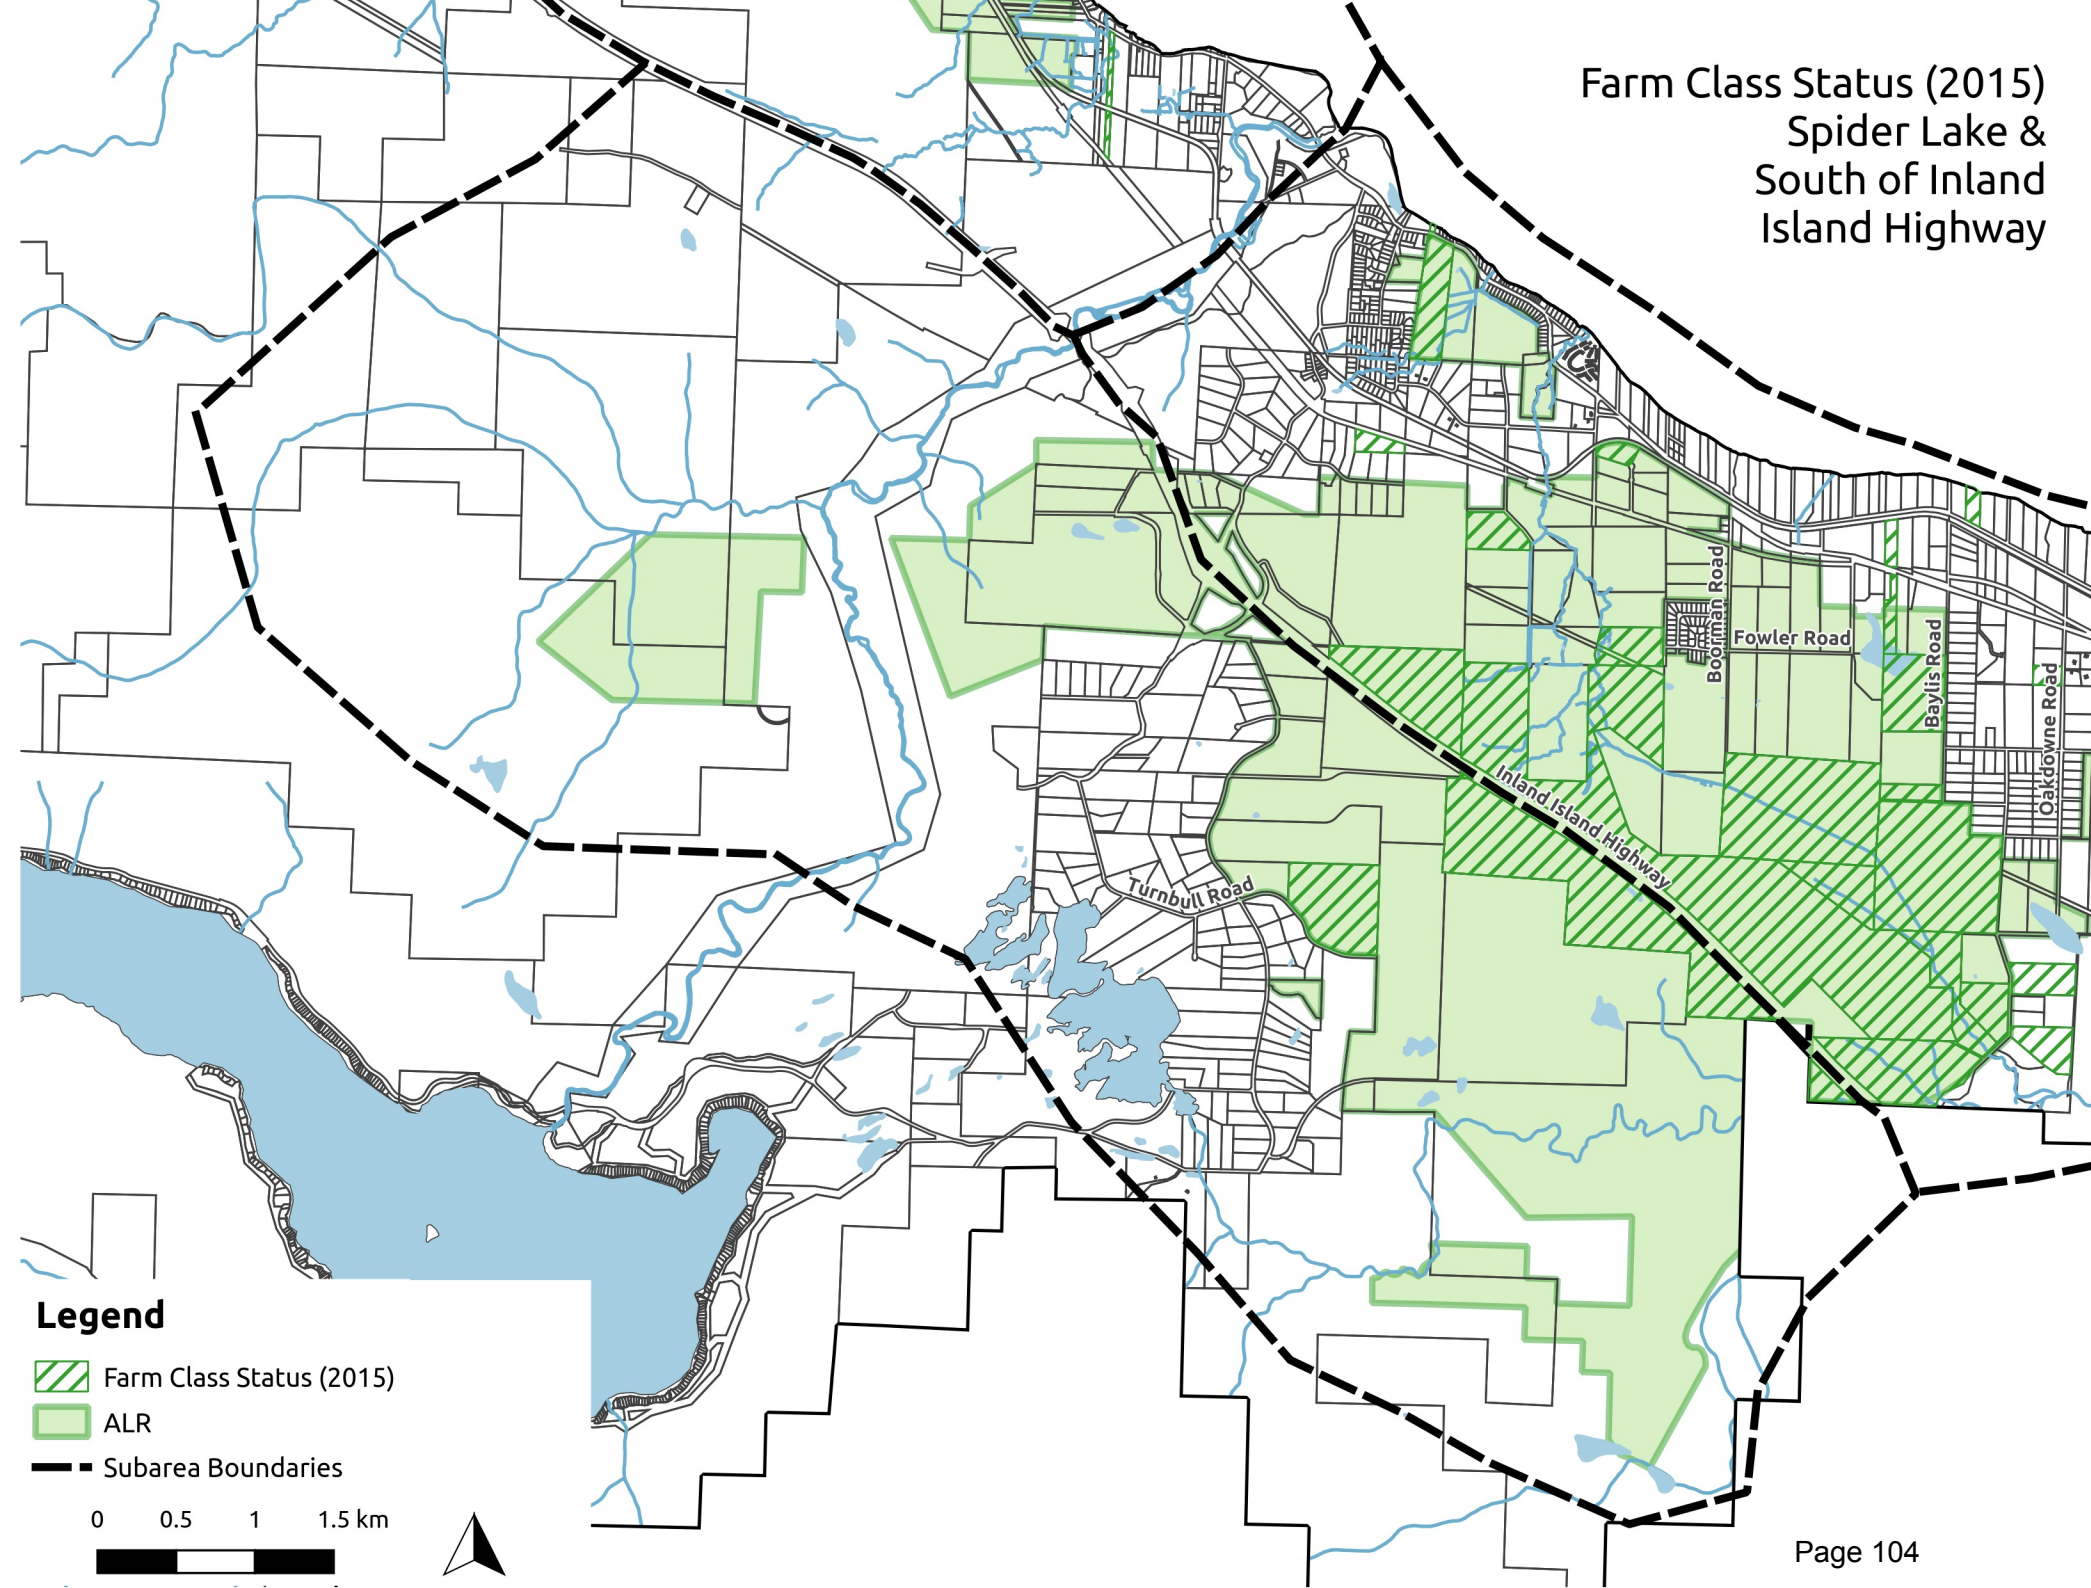 Farm Class Status (2015)
Spider Lake &
South of Inland
Island Highway
Boorman Road
Fowler Road
Baylis Road
Oakdowne Road
Inland Island Highway
Turnbull Road
Legend
Farm Class Status (2015)
ALR
Subarea Boundaries
0 0.5 1 1.5 km
Page 104